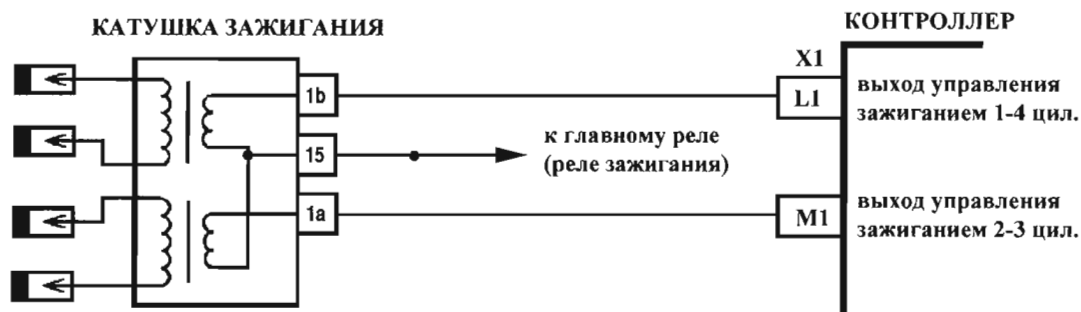 КАТУШКА ЗАЖИГАНИЯ
КОНТРОЛЛЕР
X1
1b
L1
выход управления
зажиганием 1-4 цил.
15
к главному реле
(реле зажигания)
1a
M1
выход управления
зажиганием 2-3 цил.